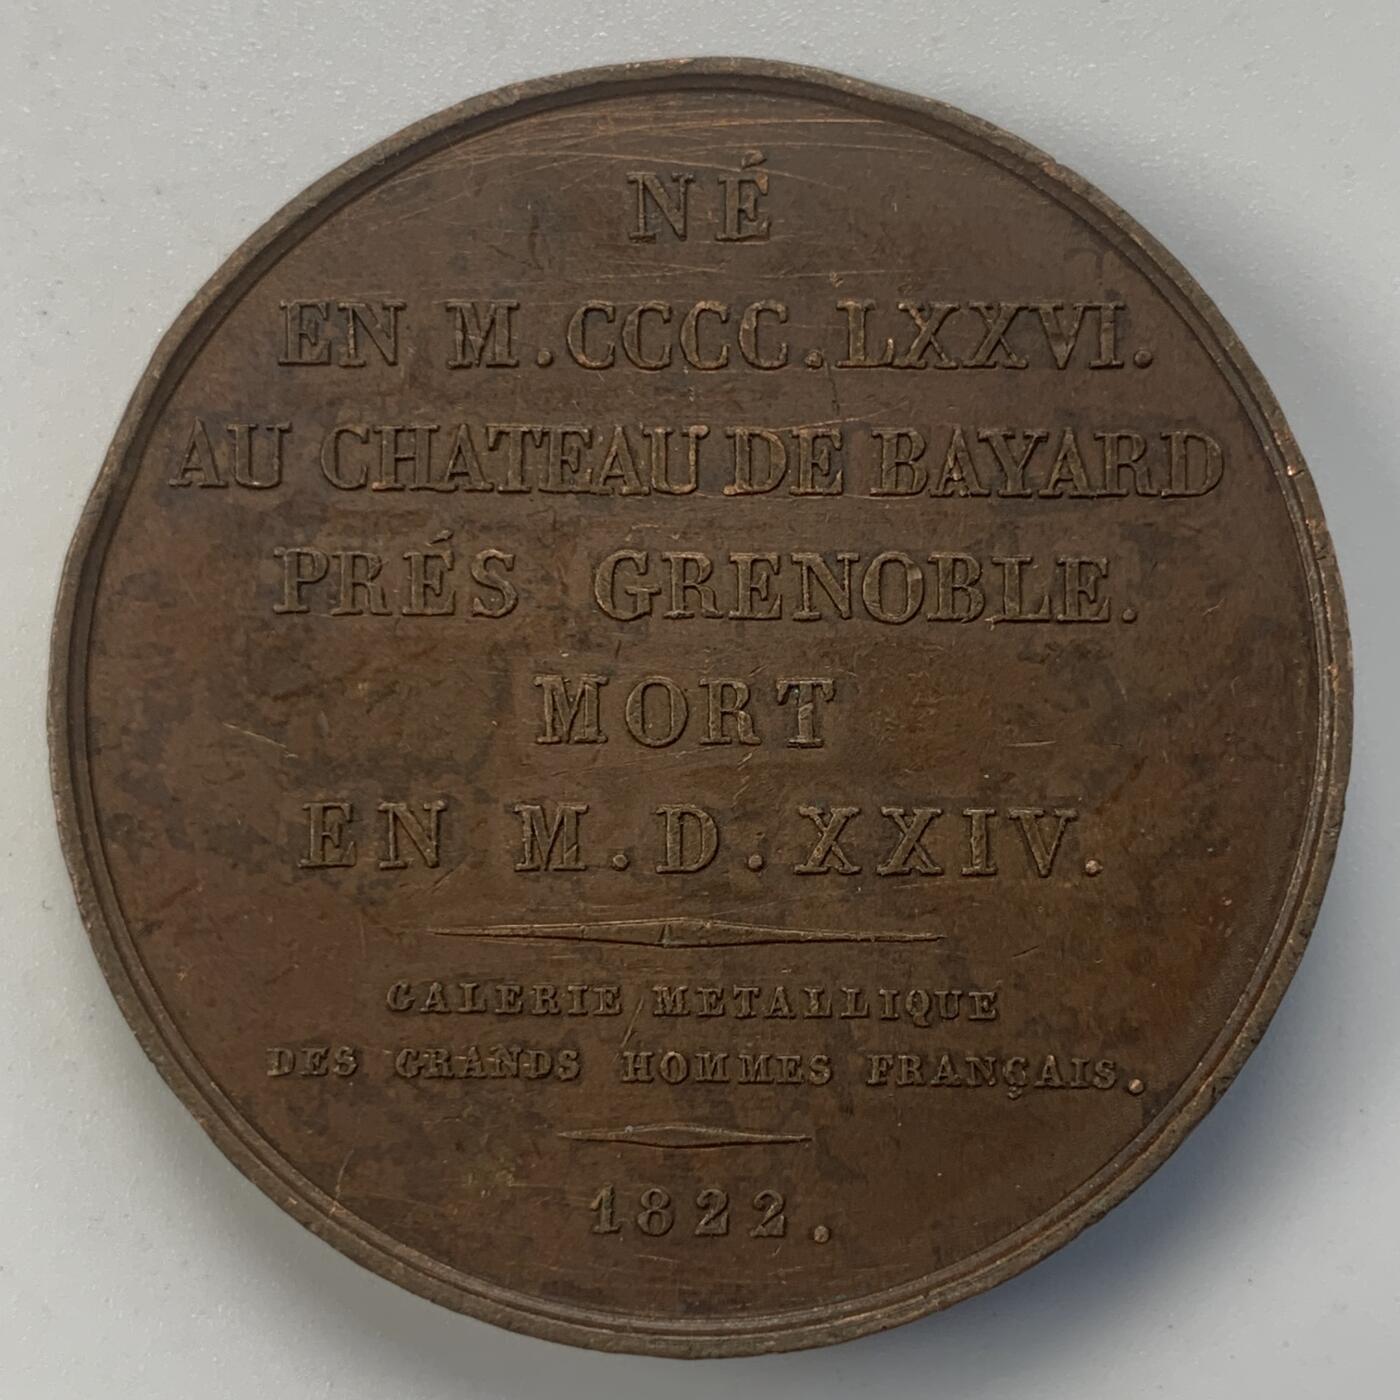 NÉ
EN M.CCCC.LXXVI.
AU CHATEAU DE BAYARD
PRÉS GRENOBLE.
MORT
EN M.D.XXIV.
GALERIE METALLIQUE
DES GRANDS HOMMES FRANÇAIS.
1822.